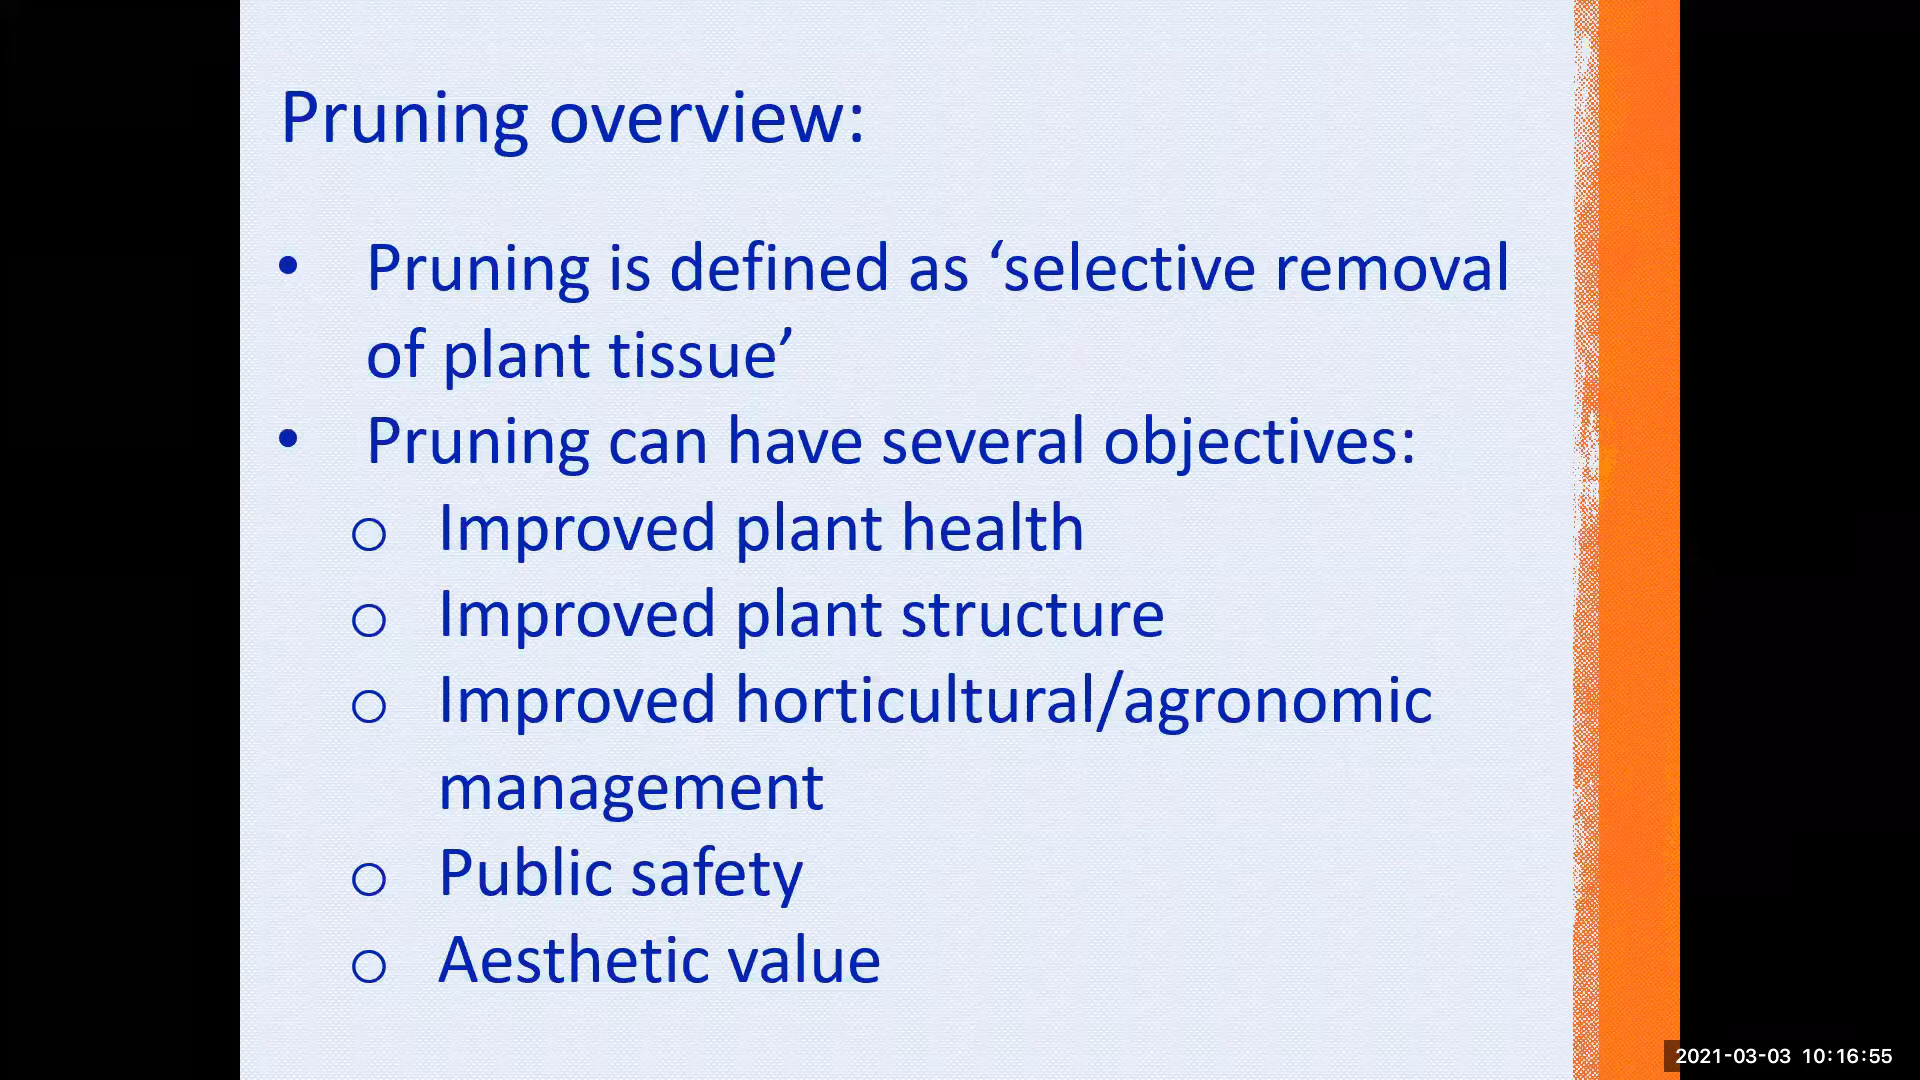 Pruning overview:
• Pruning is defined as ‘selective removal
of plant tissue’
• Pruning can have several objectives:
o Improved plant health
o Improved plant structure
o Improved horticultural/agronomic
management
o Public safety
o Aesthetic value
2021-03-03 10:16:55